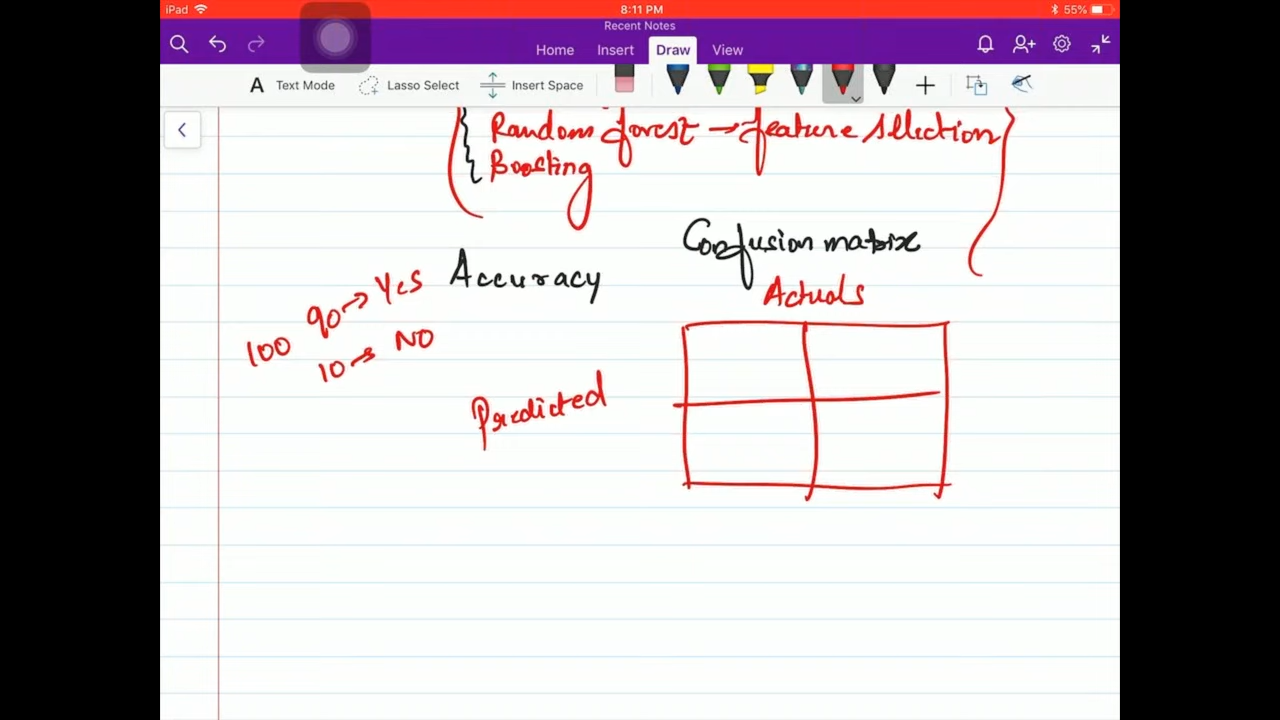 iPad 8:11 PM 55%
Recent Notes
Home Insert Draw View
A Text Mode Lasso Select Insert Space
Random forest → feature selection
Boosting
Confusion matrix
Accuracy
Actuals
100 90 → Yes
10 → NO
Predicted